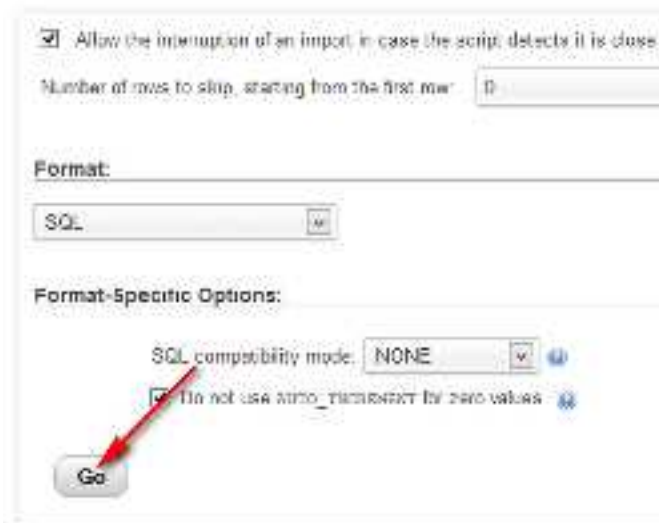 Allow the interruption of an import in case the script detects it is close
Number of rows to skip, starting from the first row: 0
Format:
SQL
Format-Specific Options:
SQL compatibility mode: NONE
Do not use AUTO_INCREMENT for zero values
Go